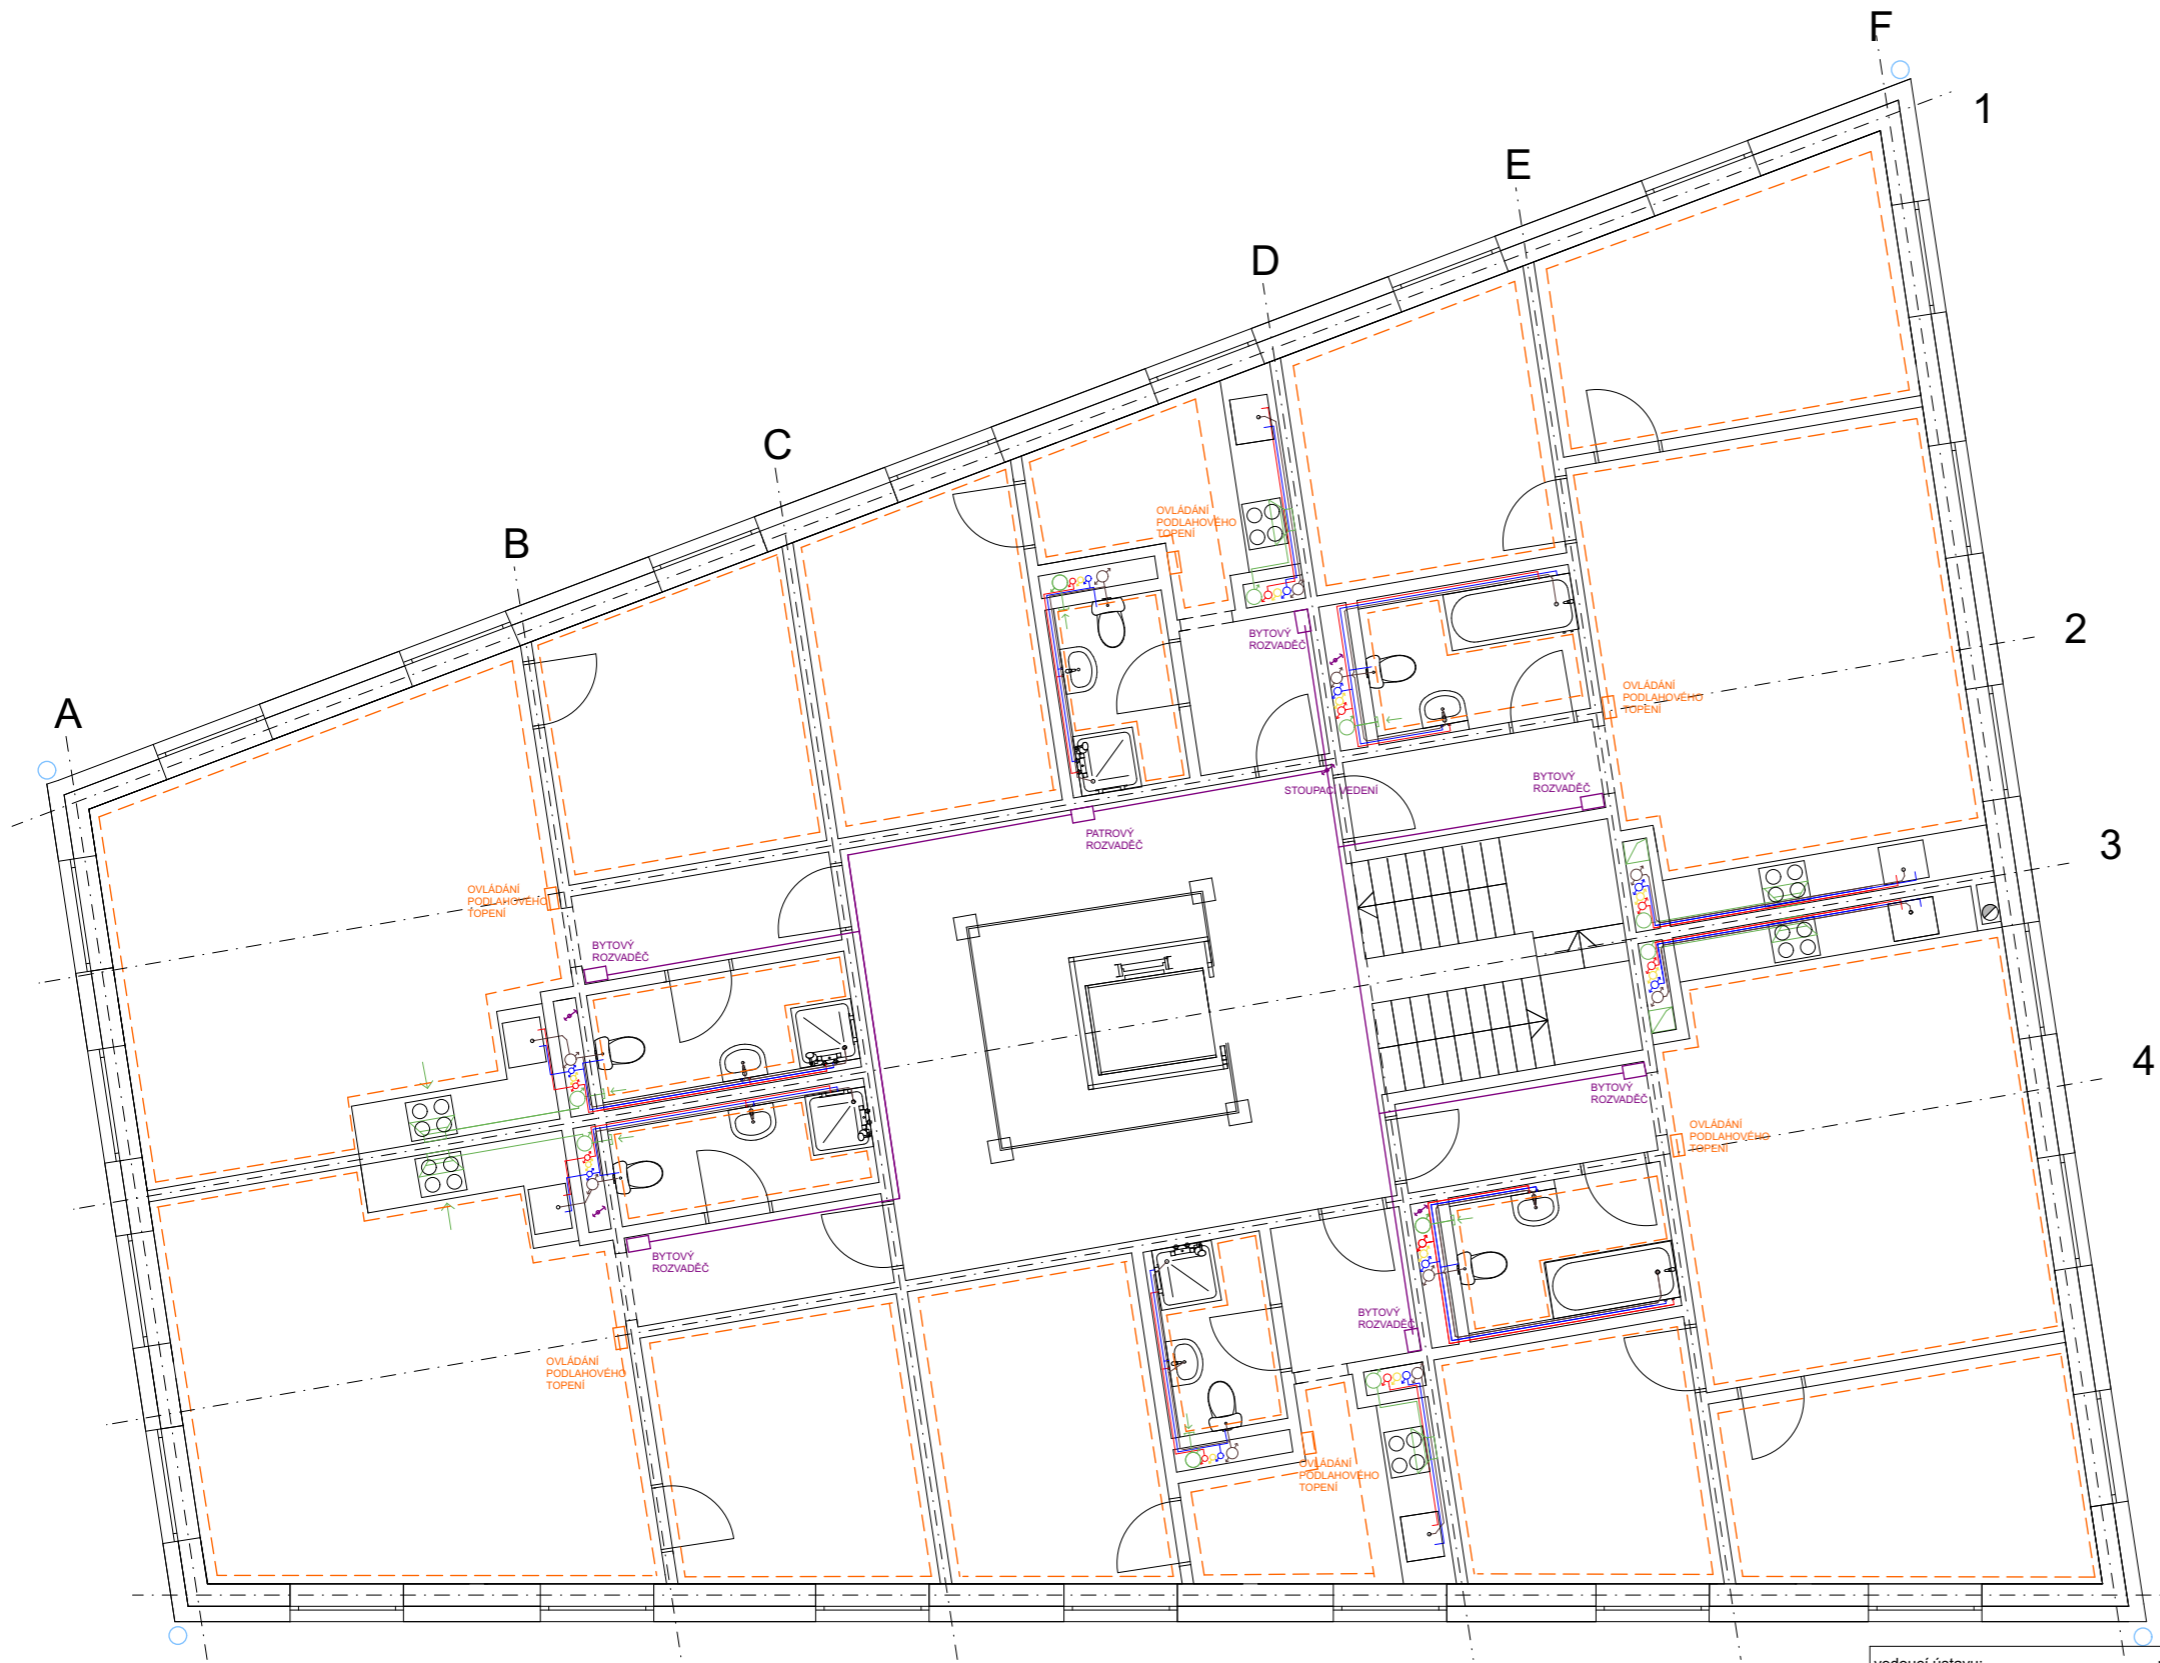 F
1
E
D
C
B
A
OVLÁDÁNÍ
PODLAHOVÉHO
TOPENÍ
BYTOVÝ
ROZVADĚČ
2
OVLÁDÁNÍ
PODLAHOVÉHO
TOPENÍ
BYTOVÝ
ROZVADĚČ
STOUPACÍ VEDENÍ
PATROVÝ
ROZVADĚČ
3
OVLÁDÁNÍ
PODLAHOVÉHO
TOPENÍ
BYTOVÝ
ROZVADĚČ
4
BYTOVÝ
ROZVADĚČ
OVLÁDÁNÍ
PODLAHOVÉHO
TOPENÍ
BYTOVÝ
ROZVADĚČ
BYTOVÝ
ROZVADĚČ
OVLÁDÁNÍ
PODLAHOVÉHO
TOPENÍ
OVLÁDÁNÍ
PODLAHOVÉHO
TOPENÍ
vedoucí ústavu: